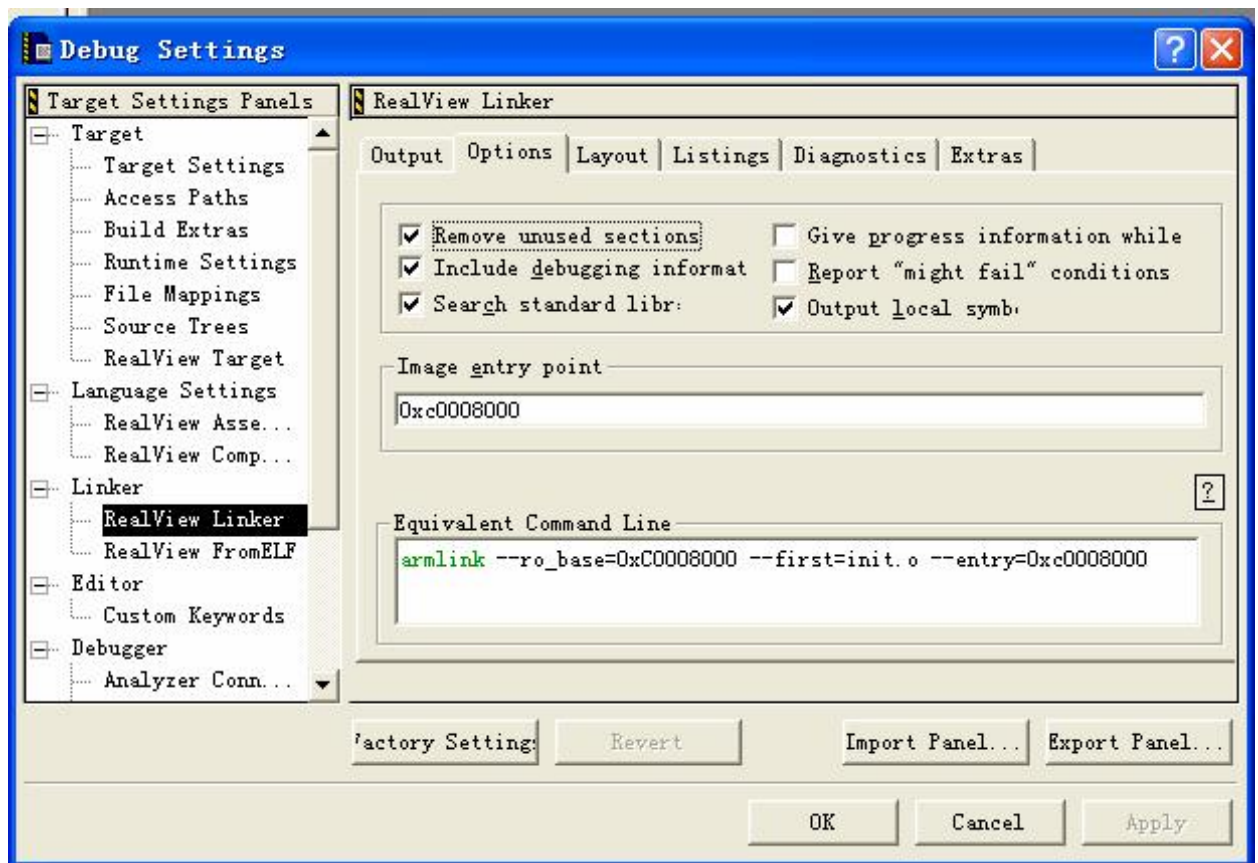 Debug Settings
Target Settings Panels
Target
Target Settings
Access Paths
Build Extras
Runtime Settings
File Mappings
Source Trees
RealView Target
Language Settings
RealView Asse...
RealView Comp...
Linker
RealView Linker
RealView FromELF
Editor
Custom Keywords
Debugger
Analyzer Conn...
RealView Linker
Output Options Layout Listings Diagnostics Extras
Remove unused sections Give progress information while
Include debugging informat Report "might fail" conditions
Search standard libr Output local symb
Image entry point
0xc0008000
?
Equivalent Command Line
armlink --ro_base=0xC0008000 --first=init.o --entry=0xc0008000
Factory Setting Revert Import Panel... Export Panel...
OK Cancel Apply